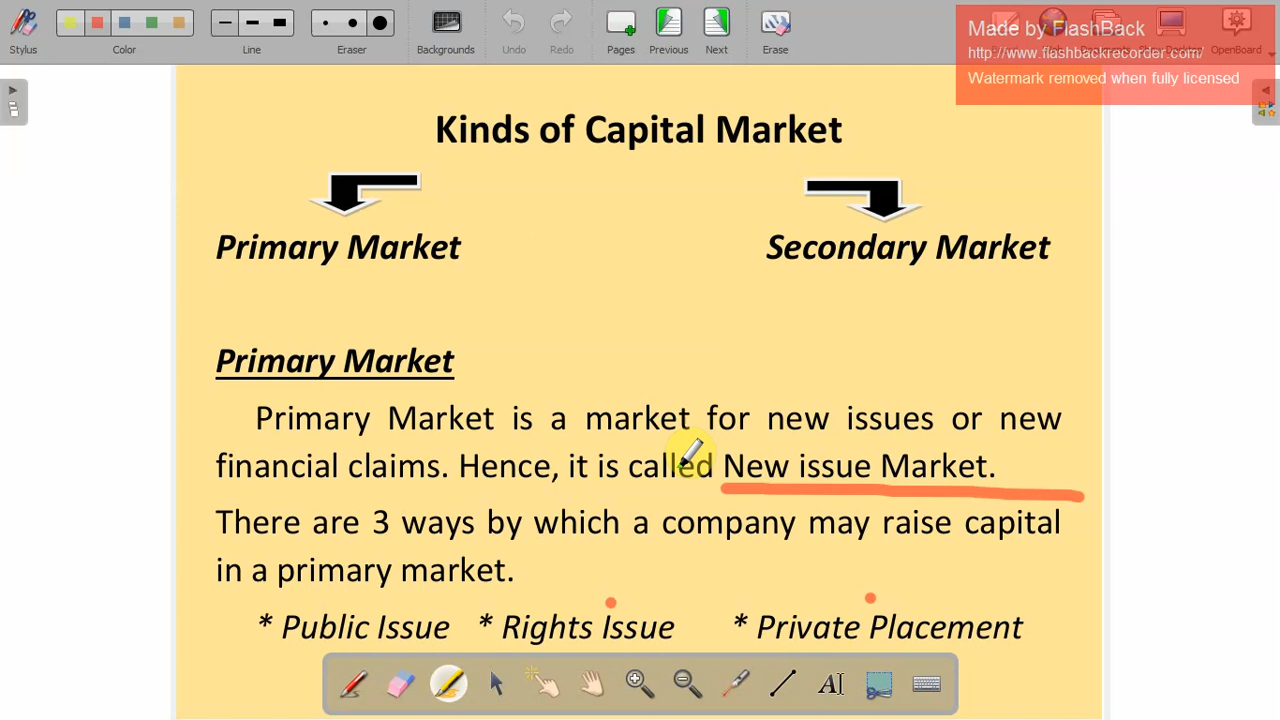 Stylus Color Line Eraser Backgrounds Undo Redo Pages Previous Next Erase OpenBoard
Made by FlashBack
http://www.flashbackrecorder.com/
Watermark removed when fully licensed
Kinds of Capital Market
Primary Market Secondary Market
Primary Market
Primary Market is a market for new issues or new
financial claims. Hence, it is called New issue Market.
There are 3 ways by which a company may raise capital
in a primary market.
* Public Issue * Rights Issue * Private Placement